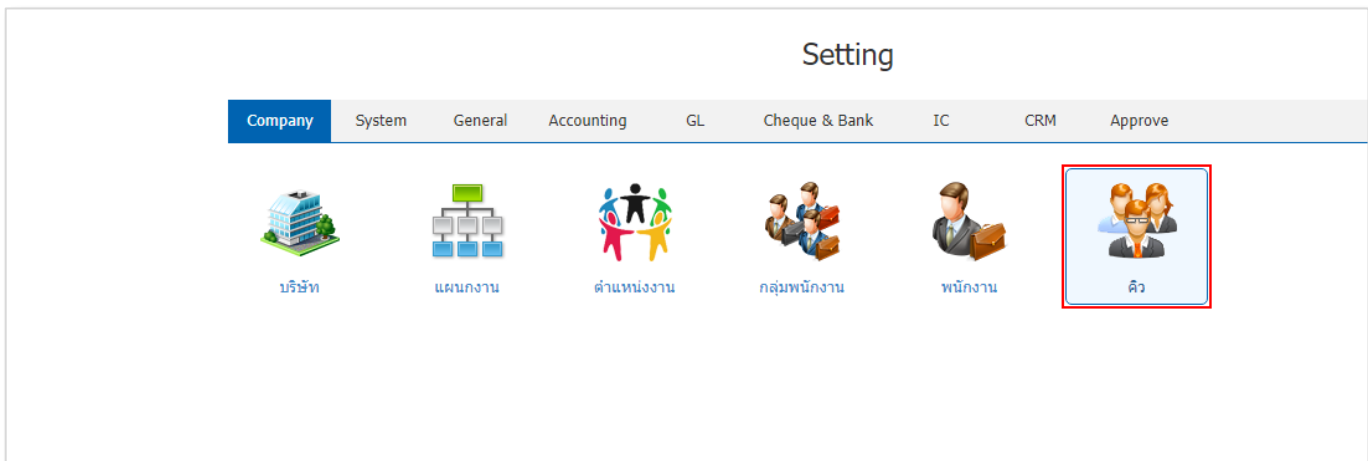 Setting
Company System General Accounting GL Cheque & Bank IC CRM Approve
บริษัท แผนกงาน ตำแหน่งงาน กลุ่มพนักงาน พนักงาน คิว